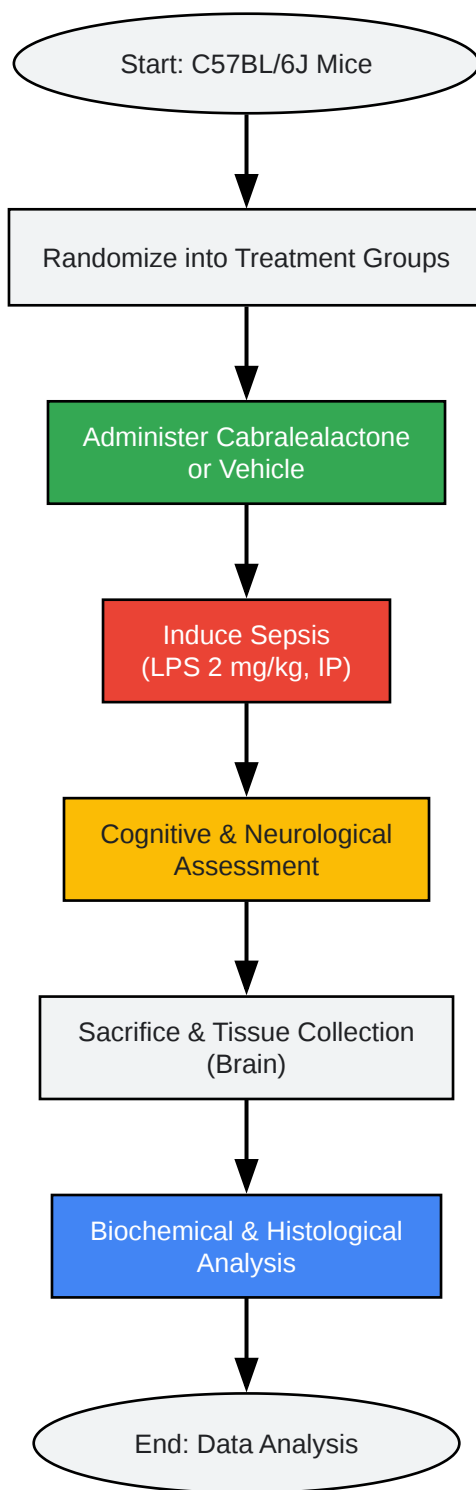 Start: C57BL/6J Mice
Randomize into Treatment Groups
Administer Cabralealactone
or Vehicle
Induce Sepsis
(LPS 2 mg/kg, IP)
Cognitive & Neurological
Assessment
Sacrifice & Tissue Collection
(Brain)
Biochemical & Histological
Analysis
End: Data Analysis